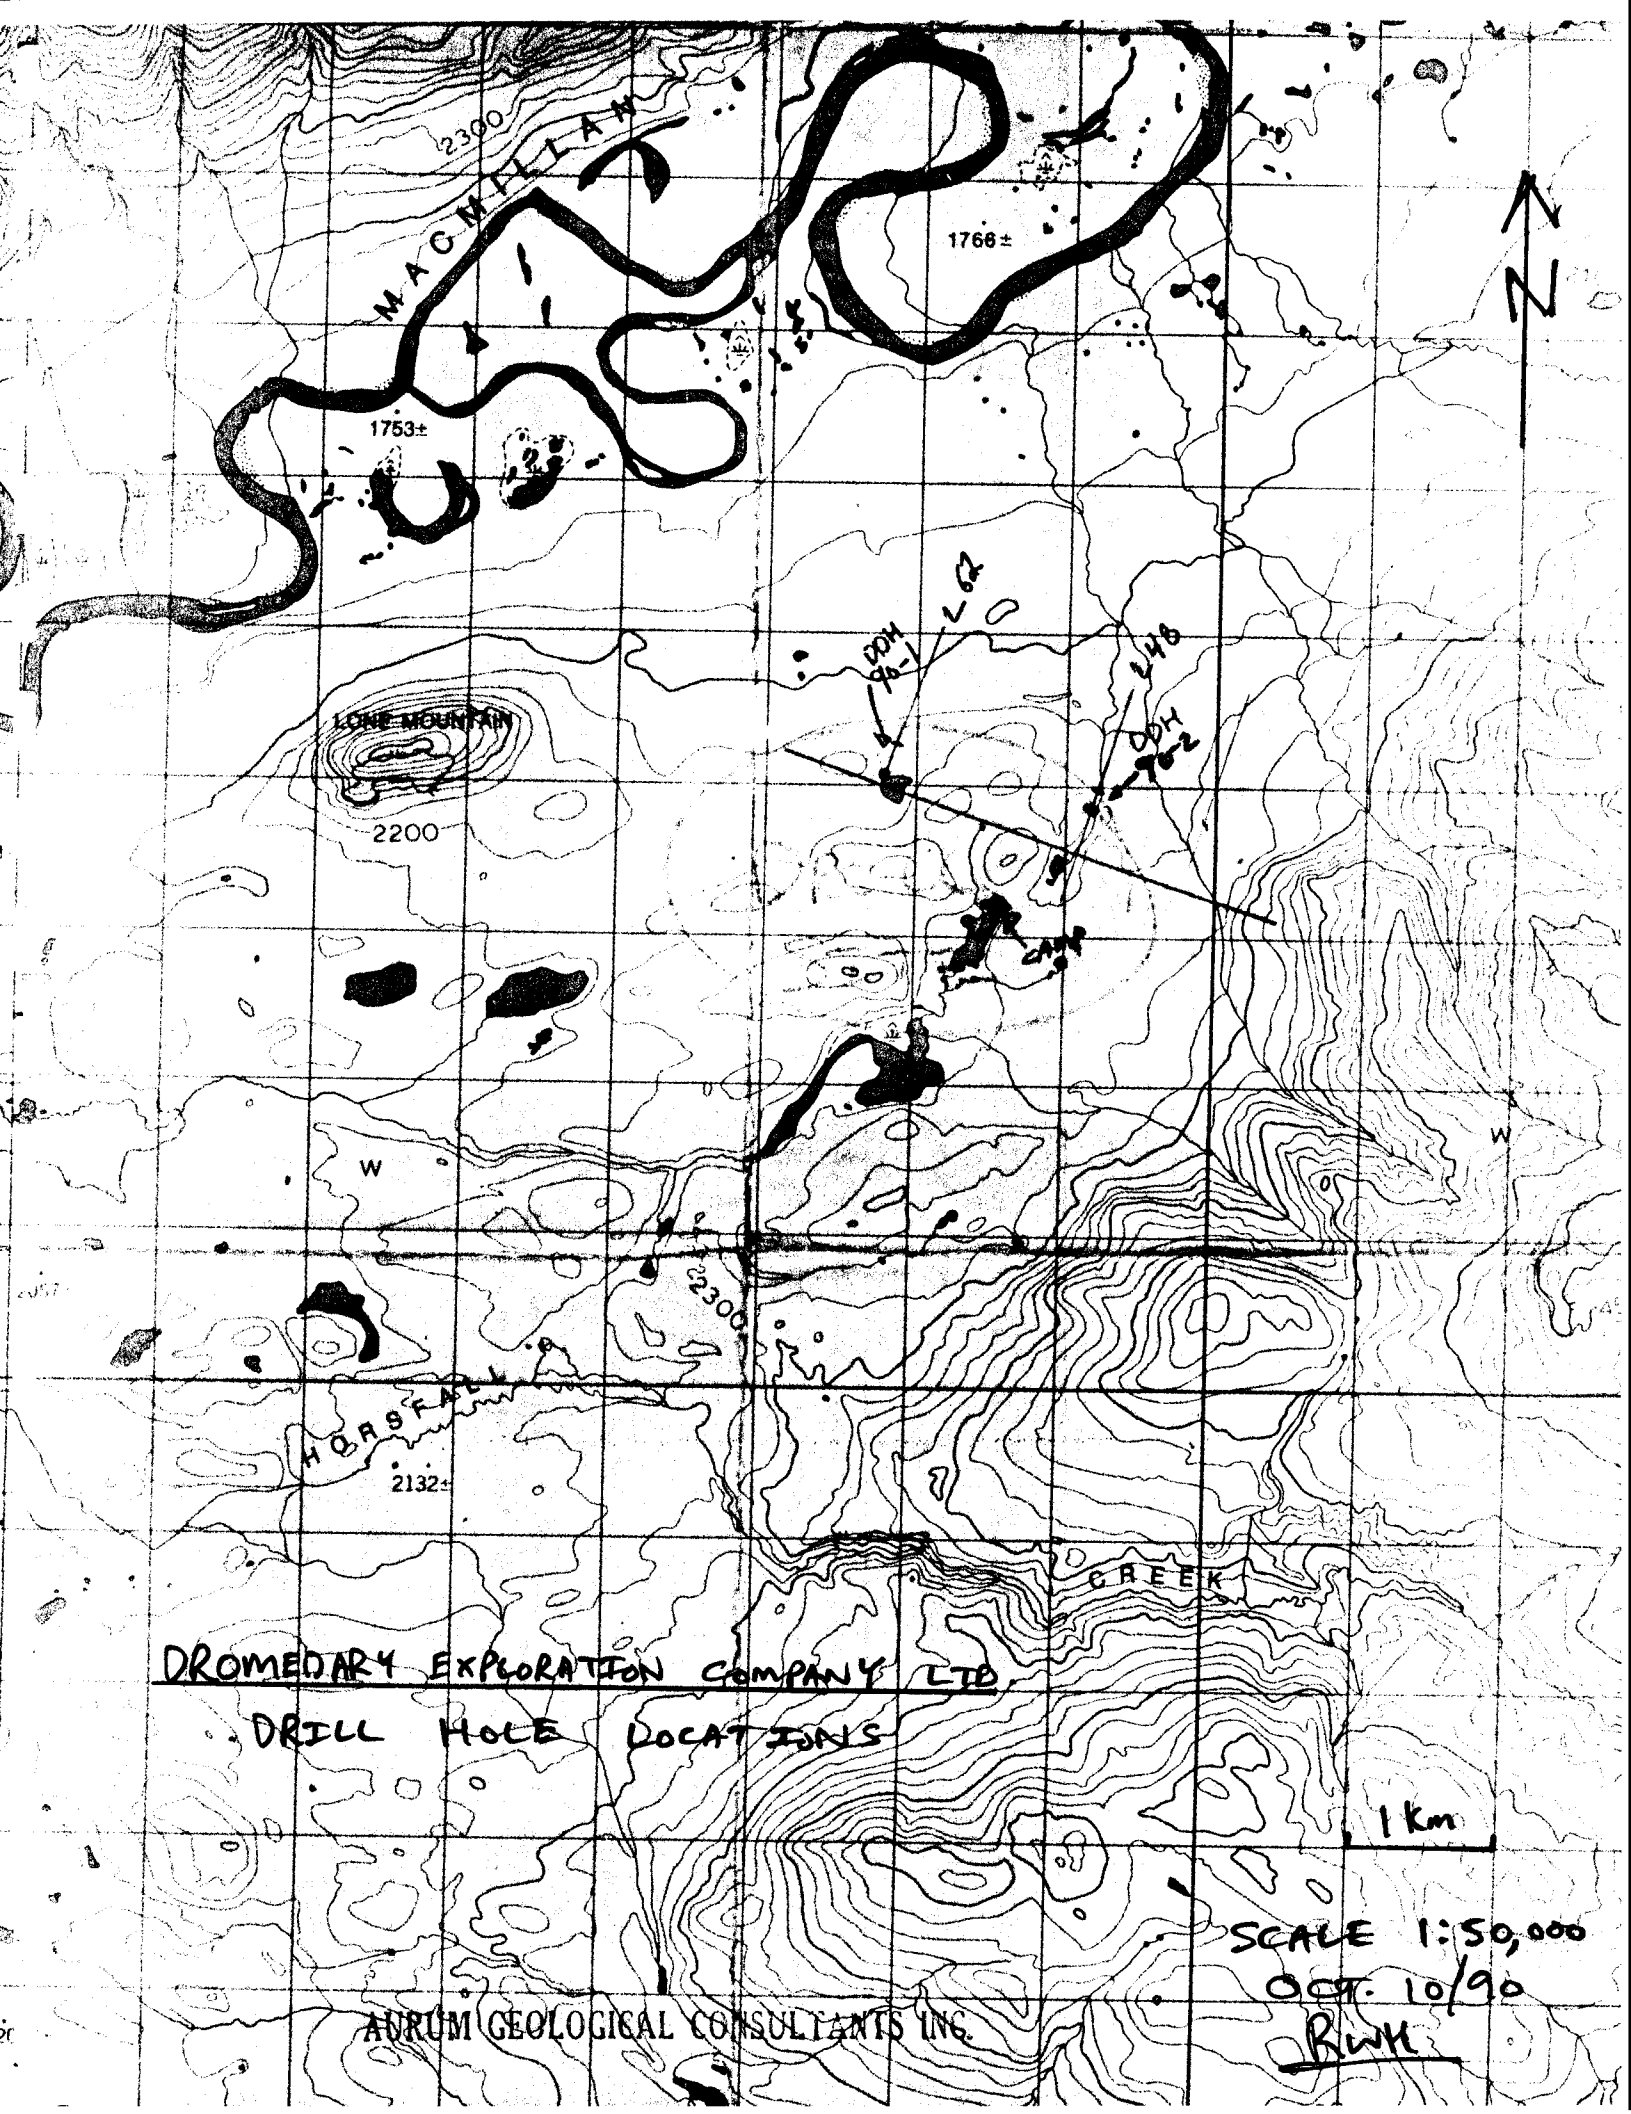 2300
MACMILLAN
1766±
N
1753±
L 62
DDH
90-1
L 48
DDH
90-2
LONE MOUNTAIN
2200
CAMP
W
W
2300
HORSFALL
2132±
CREEK
DROMEDARY EXPLORATION COMPANY LTD
DRILL HOLE LOCATIONS
1 Km
SCALE 1:50,000
OCT. 10/90
RWH
AURUM GEOLOGICAL CONSULTANTS INC.